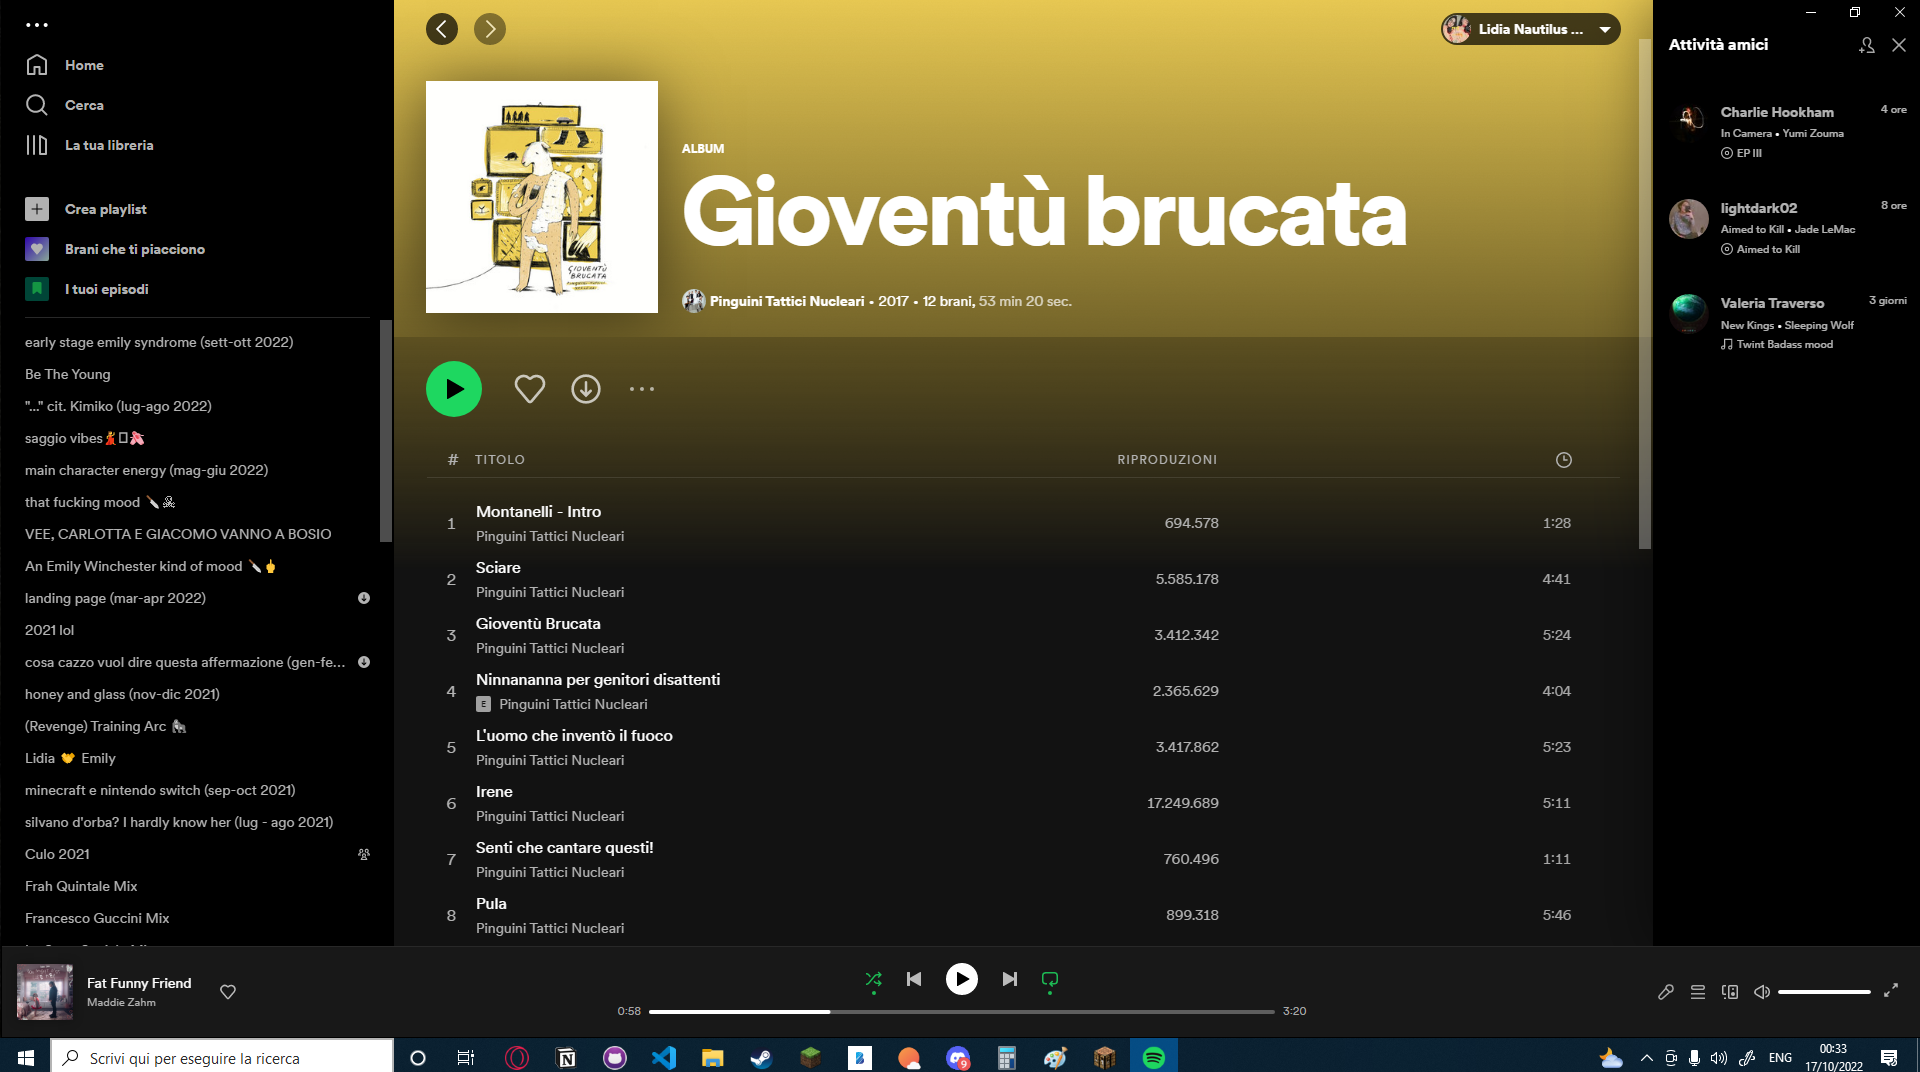 Home
Cerca
La tua libreria
Crea playlist
Brani che ti piacciono
I tuoi episodi
early stage emily syndrome (sett-ott 2022)
Be The Young
"..." cit. Kimiko (lug-ago 2022)
saggio vibes
main character energy (mag-giu 2022)
that fucking mood
VEE, CARLOTTA E GIACOMO VANNO A BOSIO
An Emily Winchester kind of mood
landing page (mar-apr 2022)
2021 lol
cosa cazzo vuol dire questa affermazione (gen-fe...
honey and glass (nov-dic 2021)
(Revenge) Training Arc
Lidia 💛 Emily
minecraft e nintendo switch (sep-oct 2021)
silvano d'orba? I hardly know her (lug - ago 2021)
Culo 2021
Frah Quintale Mix
Francesco Guccini Mix
Lidia Nautilus ...
GIOVENTÙ
BRUCATA
ALBUM
Gioventù brucata
Pinguini Tattici Nucleari • 2017 • 12 brani, 53 min 20 sec.
# TITOLO RIPRODUZIONI
1 Montanelli - Intro 694.578 1:28
Pinguini Tattici Nucleari
2 Sciare 5.585.178 4:41
Pinguini Tattici Nucleari
3 Gioventù Brucata 3.412.342 5:24
Pinguini Tattici Nucleari
4 Ninnananna per genitori disattenti 2.365.629 4:04
E Pinguini Tattici Nucleari
5 L'uomo che inventò il fuoco 3.417.862 5:23
Pinguini Tattici Nucleari
6 Irene 17.249.689 5:11
Pinguini Tattici Nucleari
7 Senti che cantare questi! 760.496 1:11
Pinguini Tattici Nucleari
8 Pula 899.318 5:46
Pinguini Tattici Nucleari
Attività amici
Charlie Hookham 4 ore
In Camera • Yumi Zouma
EP III
lightdark02 8 ore
Aimed to Kill • Jade LeMac
Aimed to Kill
Valeria Traverso 3 giorni
New Kings • Sleeping Wolf
Twint Badass mood
Fat Funny Friend
Maddie Zahm
0:58 3:20
Scrivi qui per eseguire la ricerca
ENG
00:33
17/10/2022